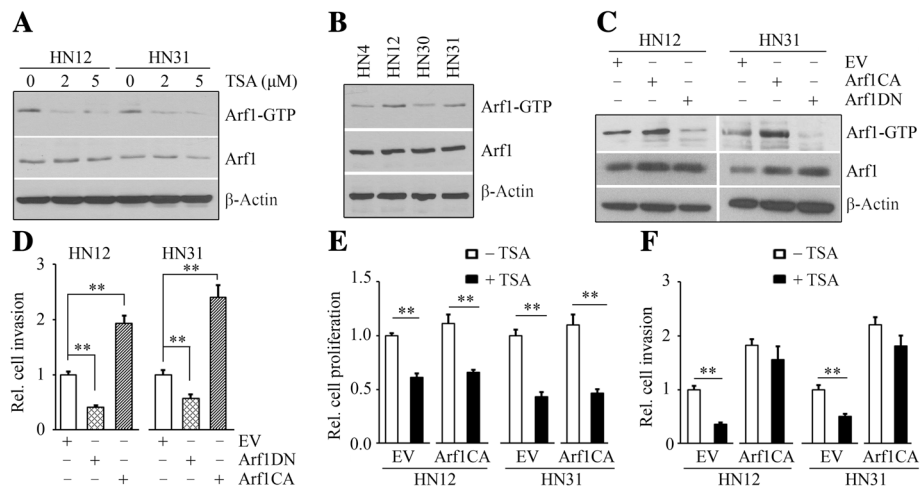 A
HN12 HN31
0 2 5 0 2 5 TSA (μM)
Arf1-GTP
Arf1
β-Actin
B
HN4 HN12 HN30 HN31
Arf1-GTP
Arf1
β-Actin
C
HN12 HN31
+ − − + − − EV
− + − − + − Arf1CA
− − + − − + Arf1DN
Arf1-GTP
Arf1
β-Actin
D
HN12 HN31
Rel. cell invasion
3
2
1
0
** ** ** **
+ − − + − − EV
− + − − + − Arf1DN
− − + − − + Arf1CA
E
− TSA
+ TSA
Rel. cell proliferation
1.5
1.0
0.5
0.0
** ** ** **
EV Arf1CA EV Arf1CA
HN12 HN31
F
− TSA
+ TSA
Rel. cell invasion
3
2
1
0
** **
EV Arf1CA EV Arf1CA
HN12 HN31